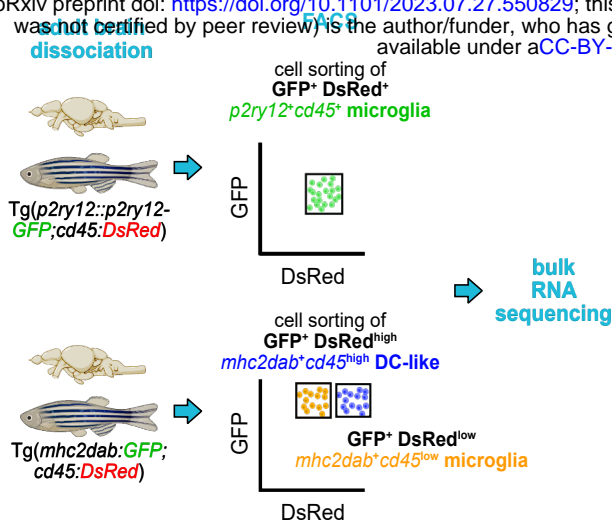 oRxiv preprint doi: https://doi.org/10.1101/2023.07.27.550829; this
was not certified by peer review) is the author/funder, who has g
available under aCC-BY-
adult brain
dissociation
FACS
cell sorting of
GFP⁺ DsRed⁺
p2ry12⁺cd45⁺ microglia
GFP
DsRed
Tg(p2ry12::p2ry12-
GFP;cd45:DsRed)
bulk
RNA
sequencing
cell sorting of
GFP⁺ DsRedʰⁱᵍʰ
mhc2dab⁺cd45ʰⁱᵍʰ DC-like
GFP
GFP⁺ DsRedˡᵒʷ
mhc2dab⁺cd45ˡᵒʷ microglia
DsRed
Tg(mhc2dab:GFP;
cd45:DsRed)